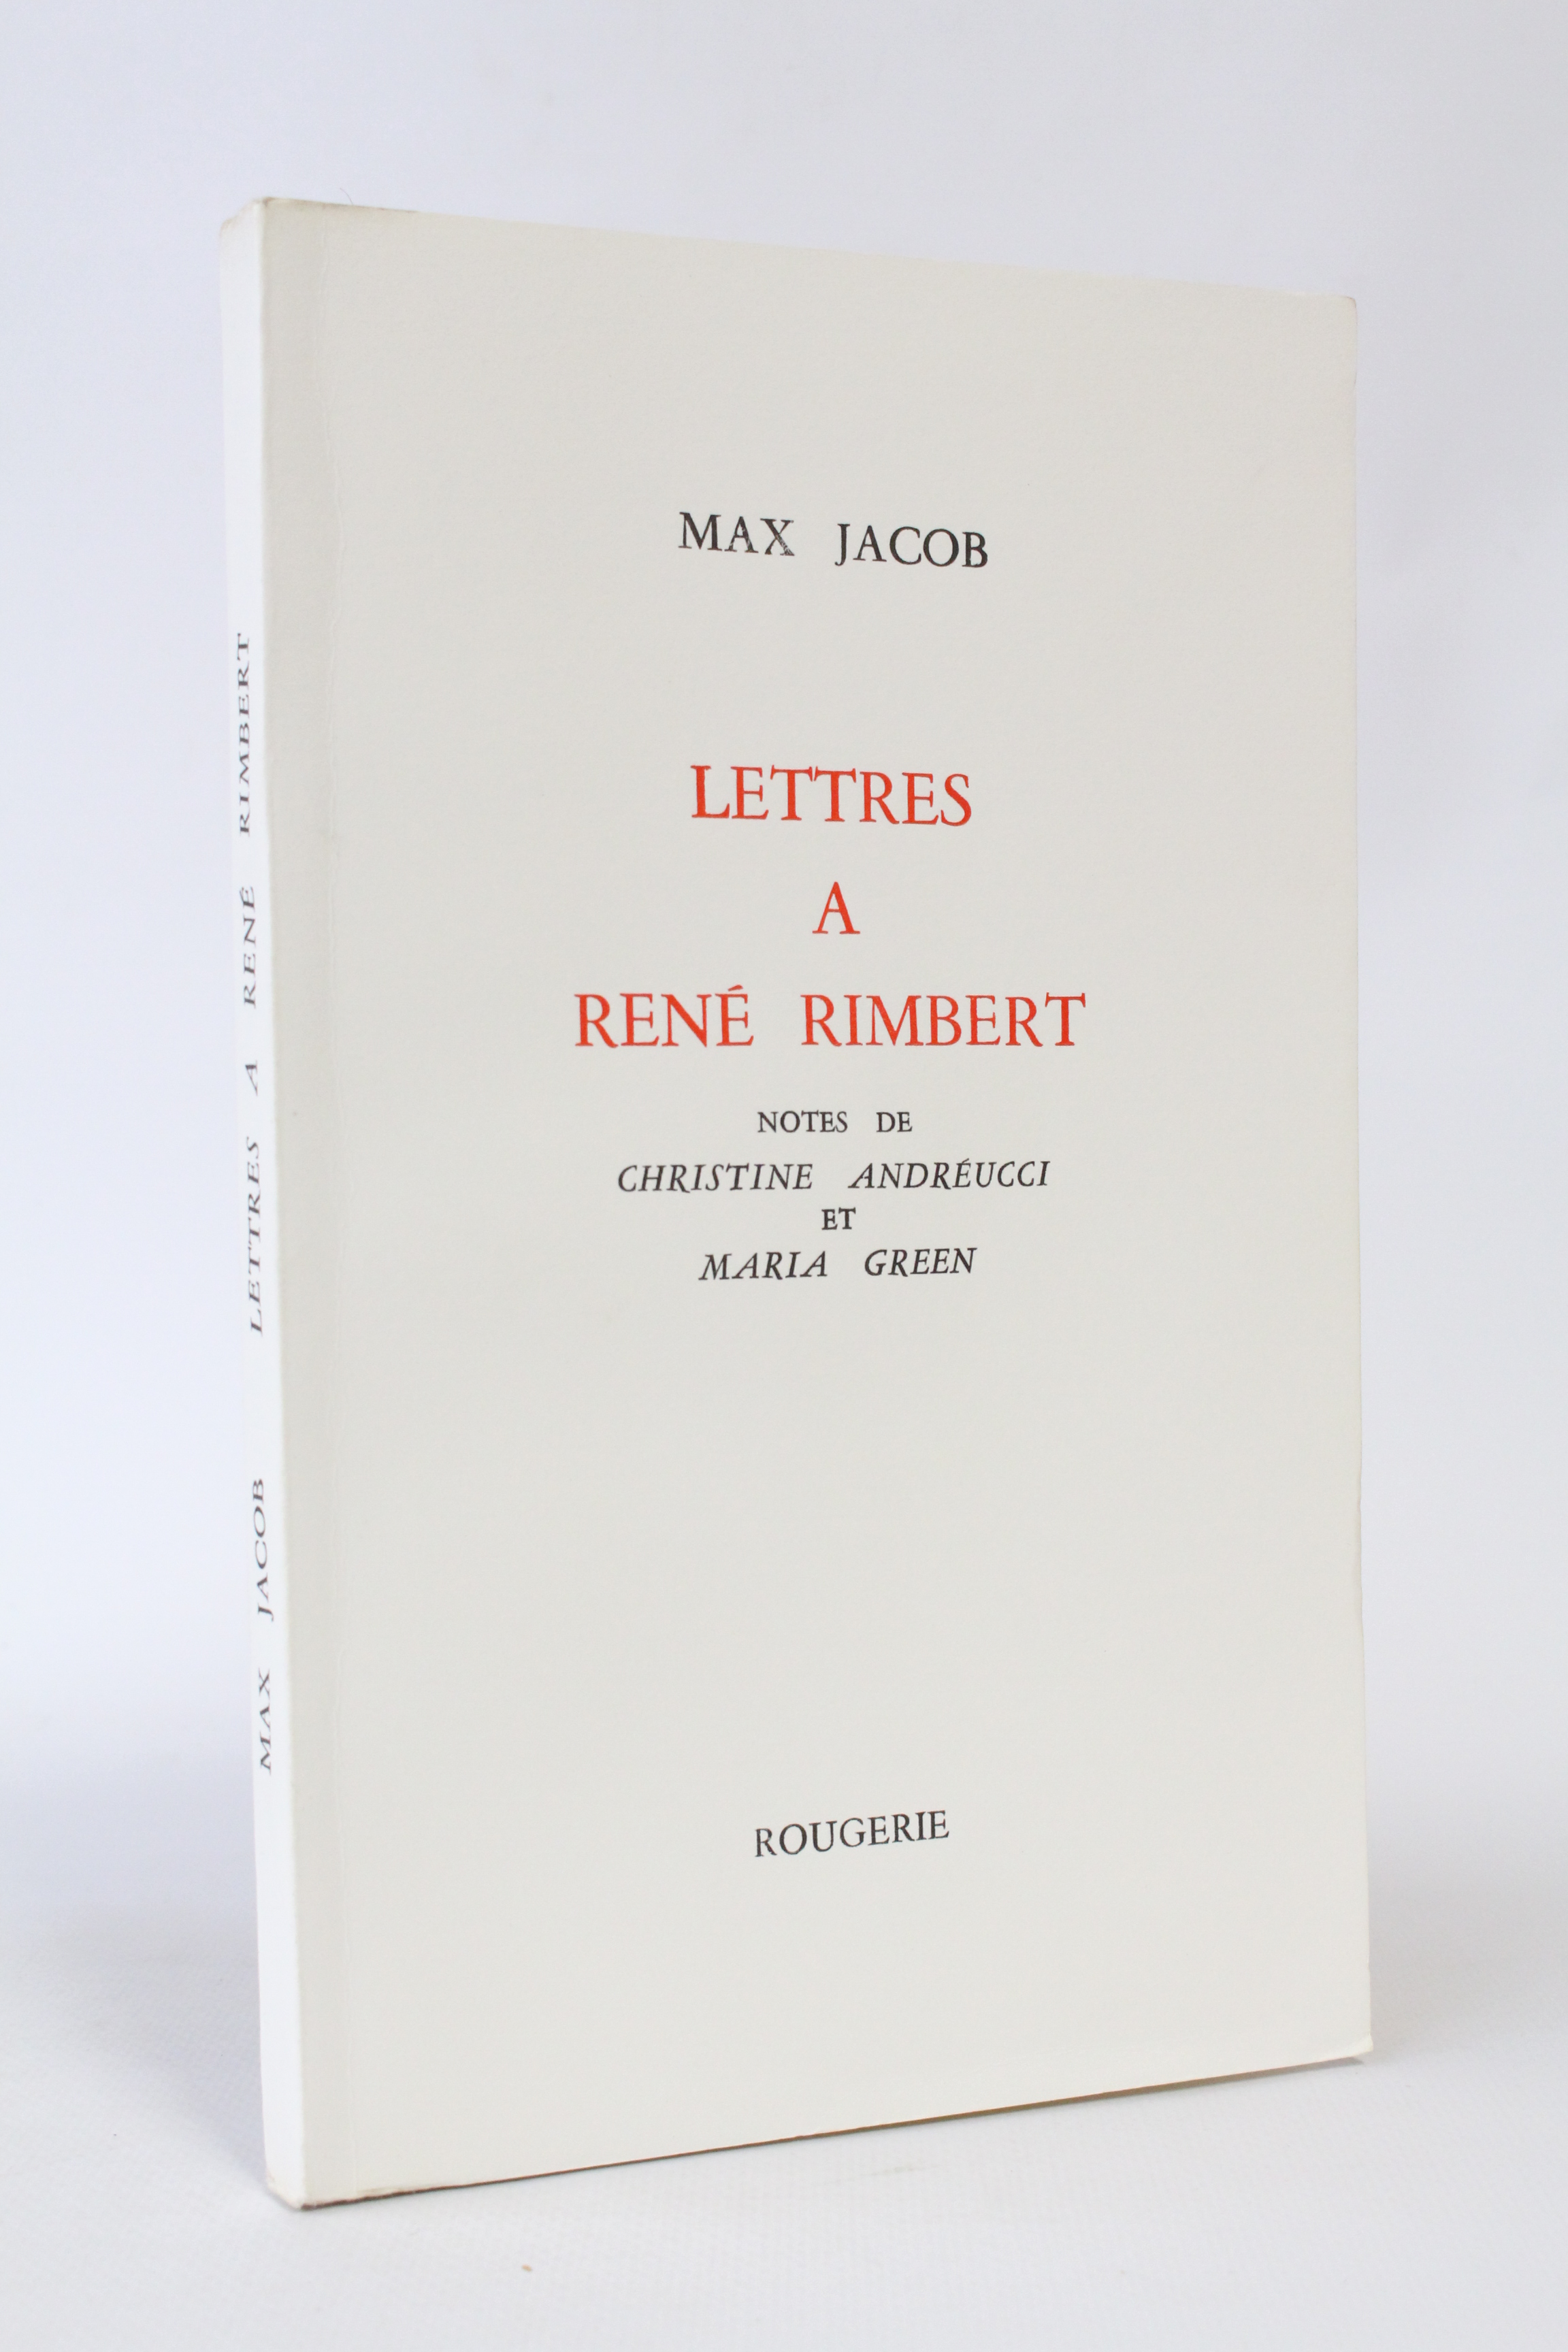 MAX JACOB
LETTRES
A
RENÉ RIMBERT
NOTES DE
CHRISTINE ANDRÉUCCI
ET
MARIA GREEN
ROUGERIE
MAX JACOB LETTRES A RENÉ RIMBERT